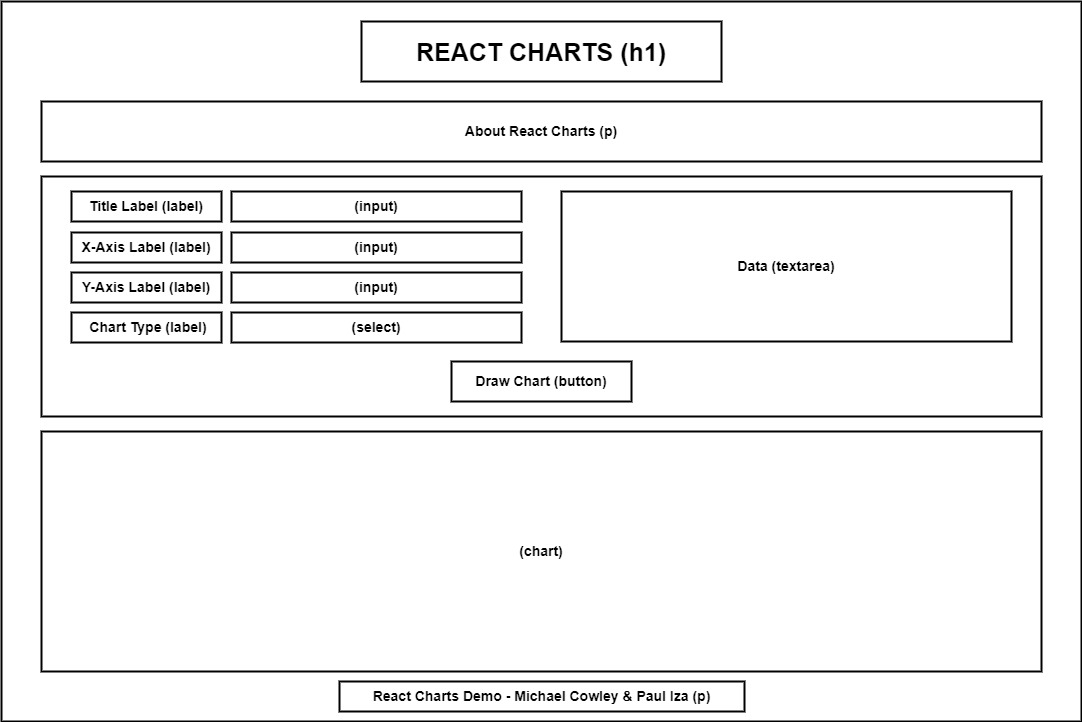 REACT CHARTS (h1)
About React Charts (p)
Title Label (label)
(input)
X-Axis Label (label)
(input)
Y-Axis Label (label)
(input)
Chart Type (label)
(select)
Data (textarea)
Draw Chart (button)
(chart)
React Charts Demo - Michael Cowley & Paul Iza (p)